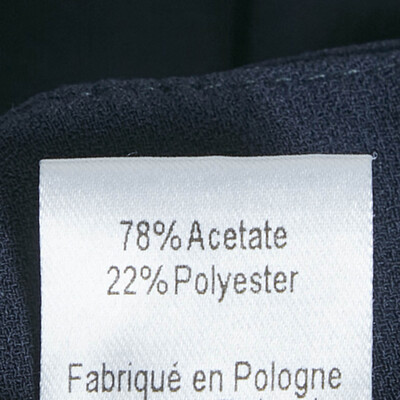 78% Acetate
22% Polyester
Fabriqué en Pologne